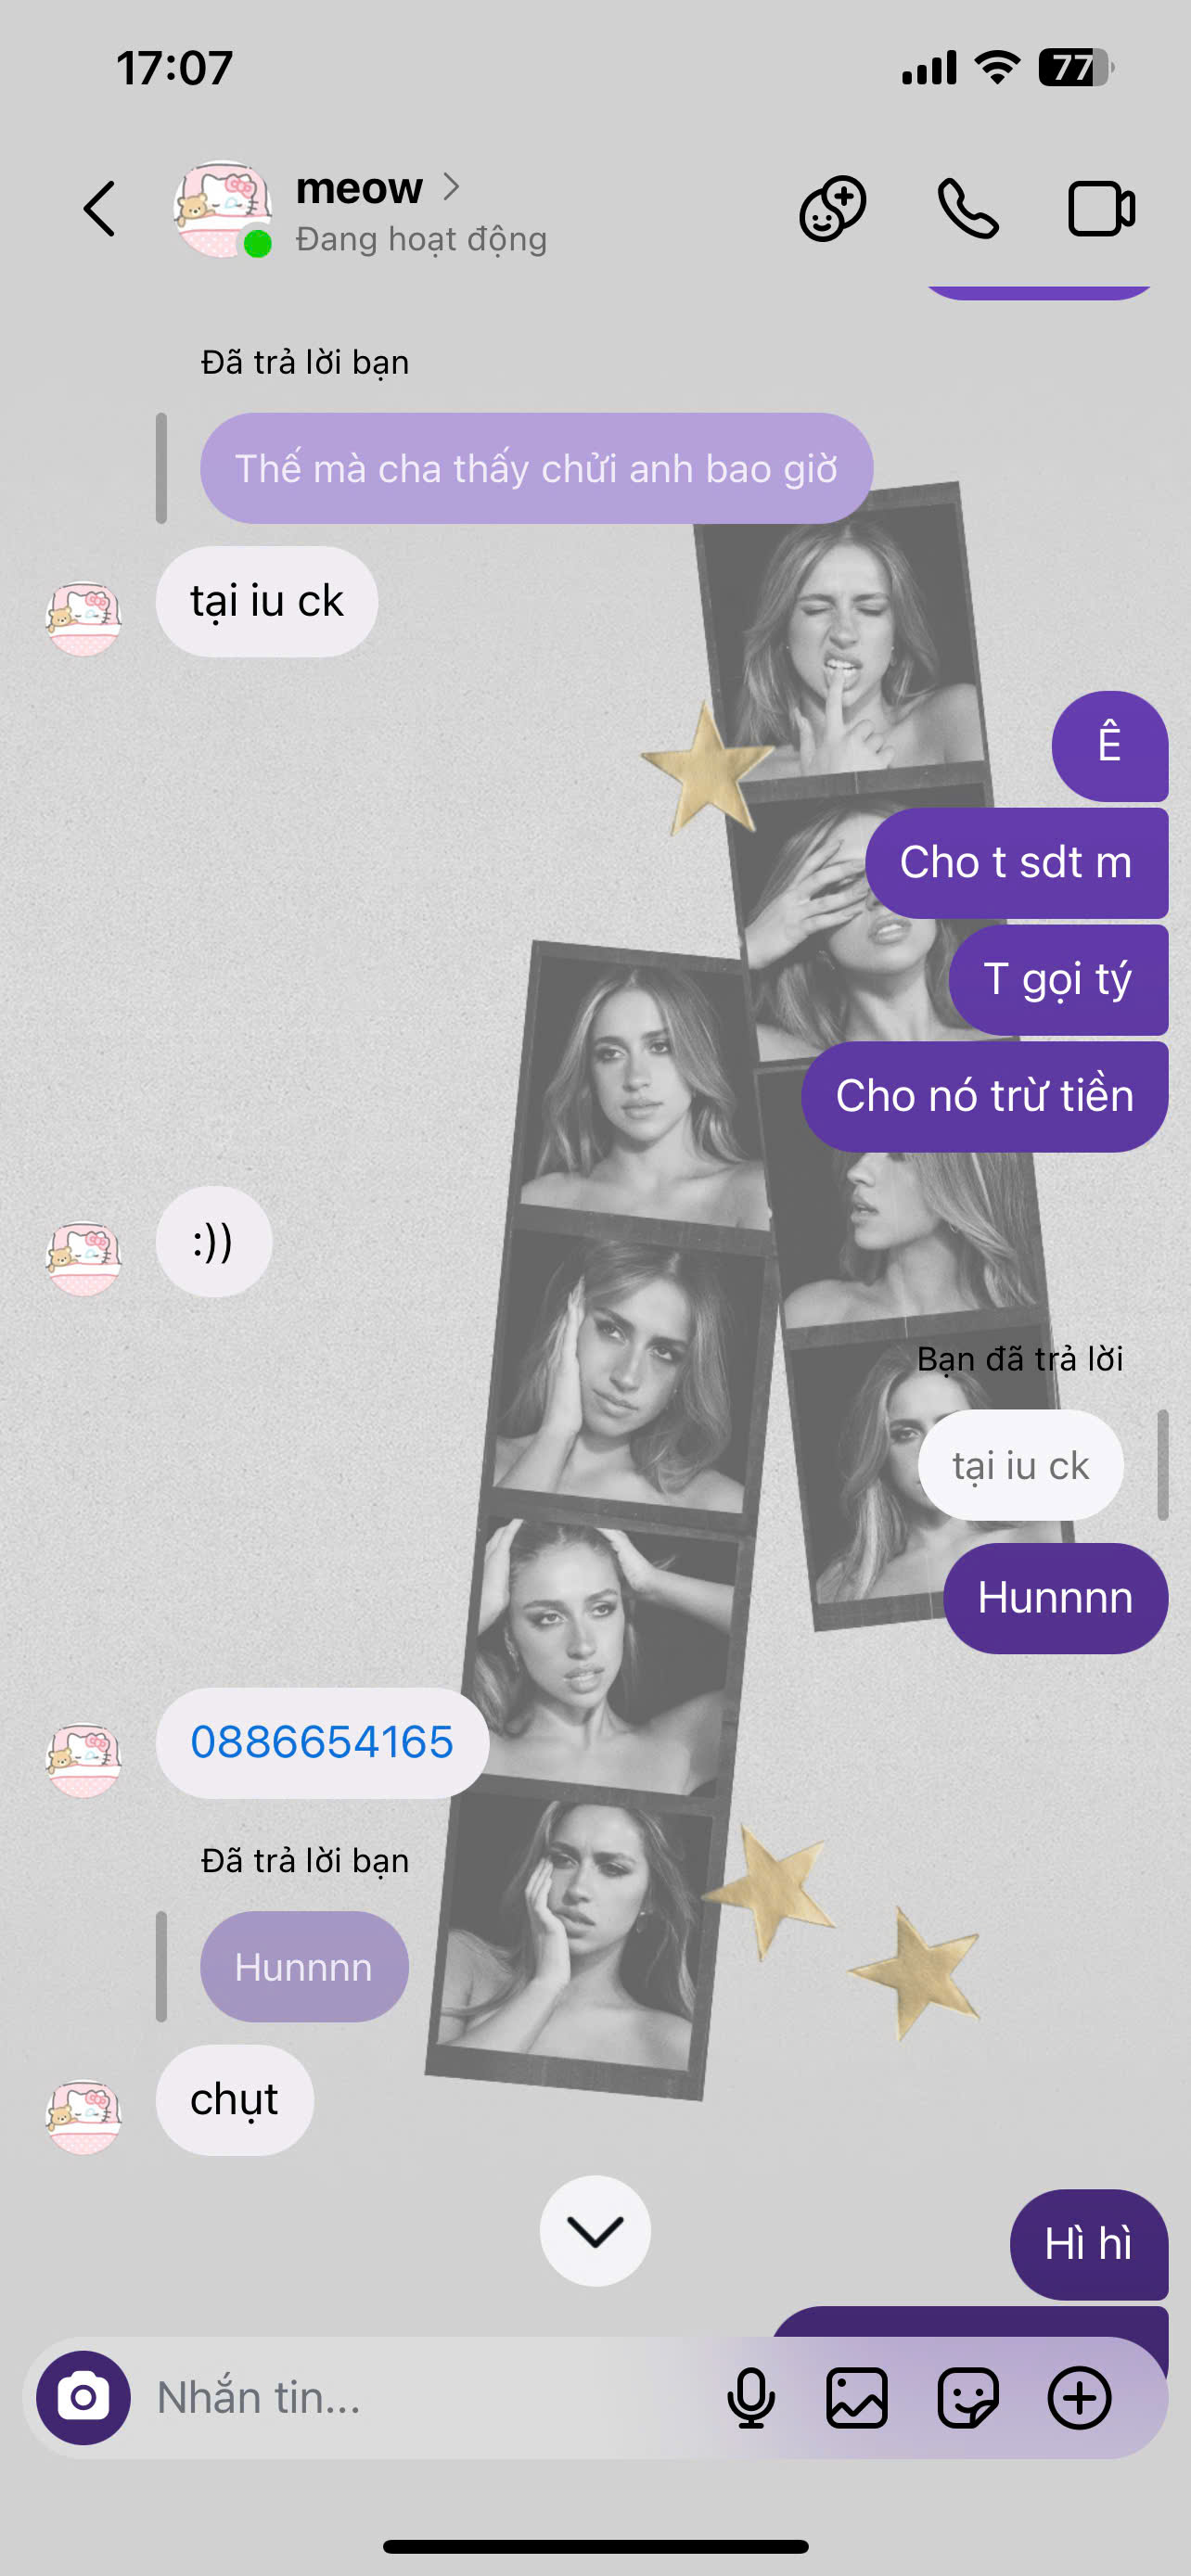 17:07
77
meow
Đang hoạt động
Đã trả lời bạn
Thế mà cha thấy chửi anh bao giờ
tại iu ck
Ê
Cho t sdt m
T gọi tý
Cho nó trừ tiền
:))
Bạn đã trả lời
tại iu ck
Hunnnn
0886654165
Đã trả lời bạn
Hunnnn
chụt
Hì hì
Nhắn tin...